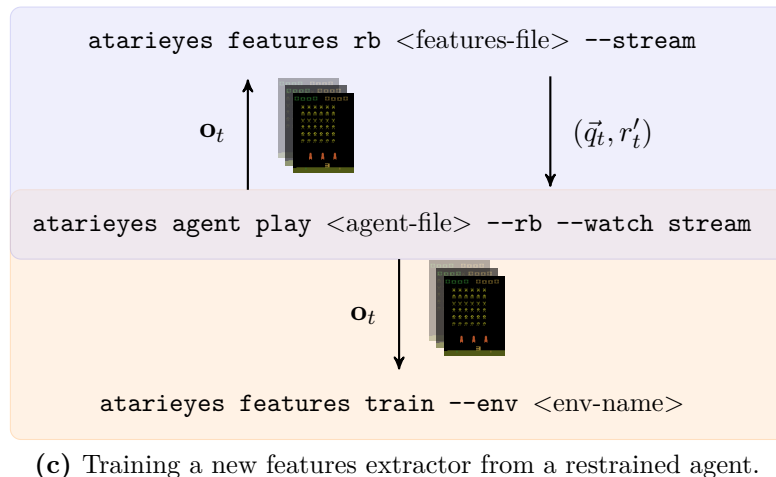 atarieyes features rb <features-file> --stream
o_t
(q⃗_t, r'_t)
atarieyes agent play <agent-file> --rb --watch stream
o_t
atarieyes features train --env <env-name>
(c) Training a new features extractor from a restrained agent.